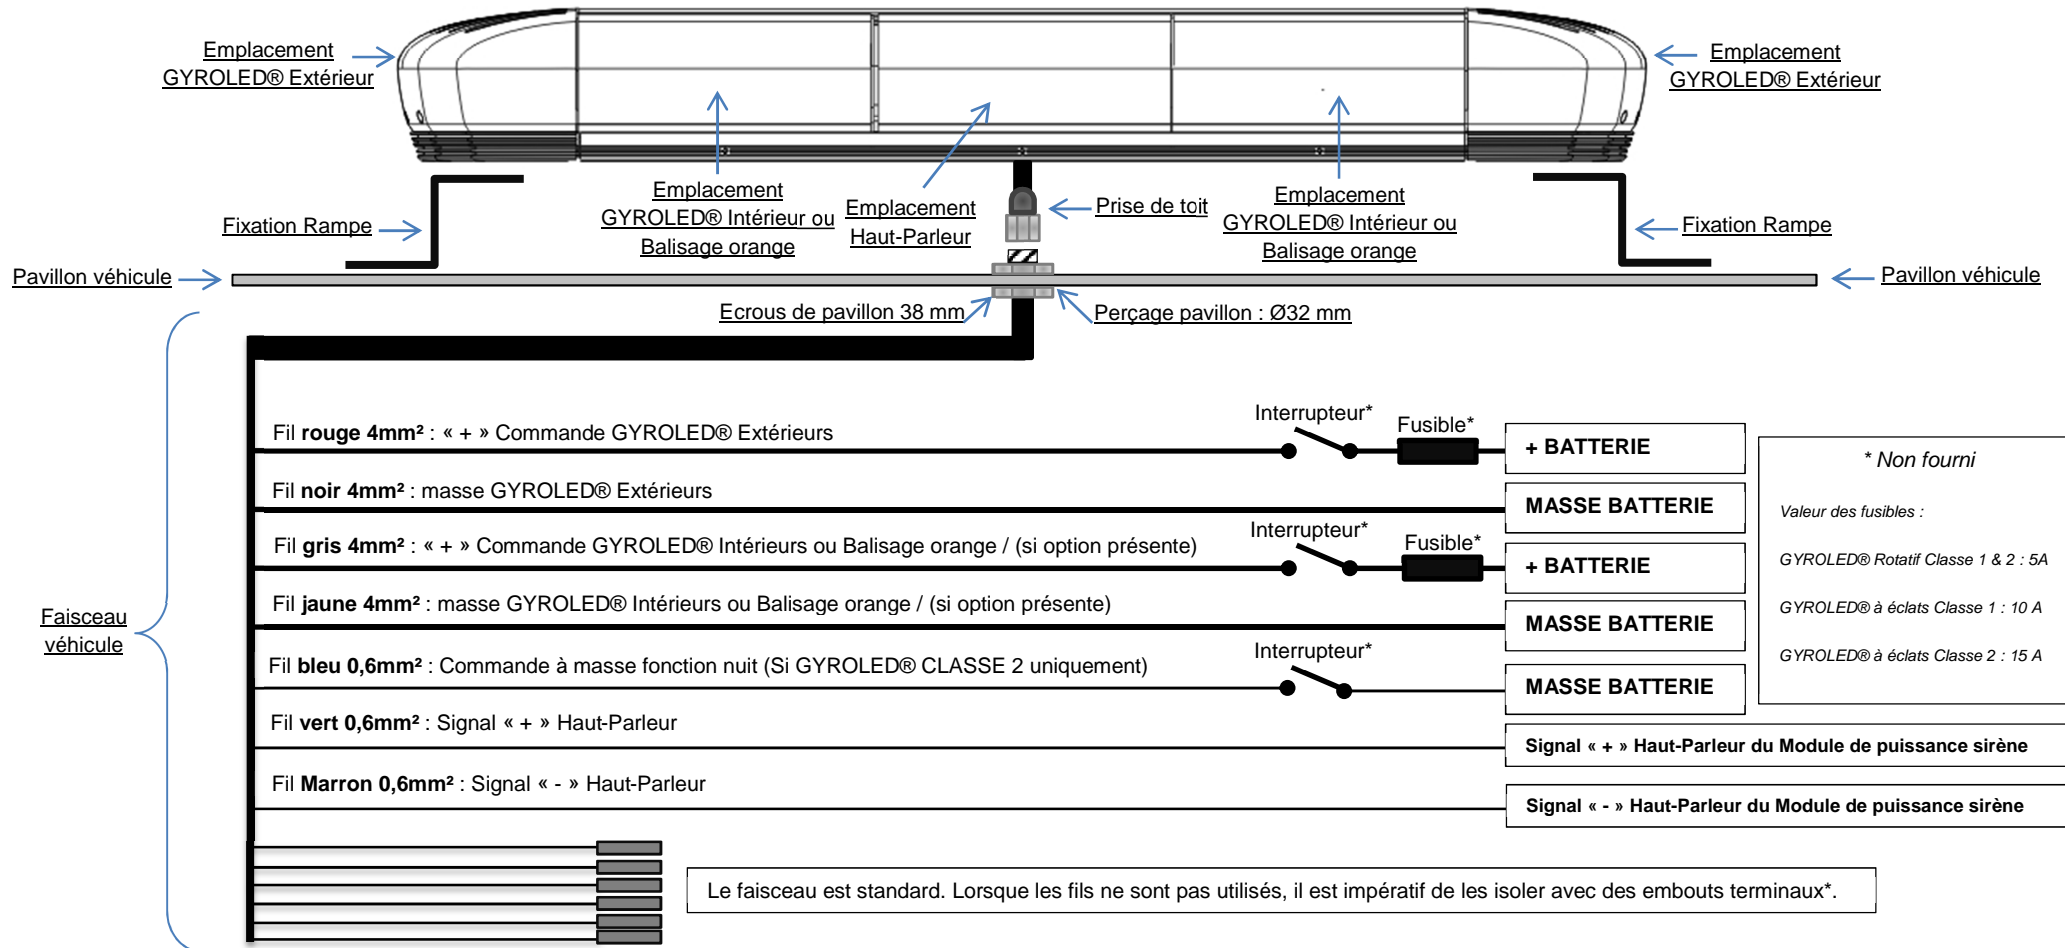 Emplacement
GYROLED® Extérieur
Emplacement
GYROLED® Extérieur
Emplacement
GYROLED® Intérieur ou
Balisage orange
Emplacement
Haut-Parleur
Prise de toit
Emplacement
GYROLED® Intérieur ou
Balisage orange
Fixation Rampe
Fixation Rampe
Pavillon véhicule
Pavillon véhicule
Ecrous de pavillon 38 mm
Perçage pavillon : Ø32 mm
Faisceau
véhicule
Fil rouge 4mm² : « + » Commande GYROLED® Extérieurs
Interrupteur*
Fusible*
+ BATTERIE
Fil noir 4mm² : masse GYROLED® Extérieurs
MASSE BATTERIE
Fil gris 4mm² : « + » Commande GYROLED® Intérieurs ou Balisage orange / (si option présente)
Interrupteur*
Fusible*
+ BATTERIE
Fil jaune 4mm² : masse GYROLED® Intérieurs ou Balisage orange / (si option présente)
MASSE BATTERIE
Fil bleu 0,6mm² : Commande à masse fonction nuit (Si GYROLED® CLASSE 2 uniquement)
Interrupteur*
MASSE BATTERIE
Fil vert 0,6mm² : Signal « + » Haut-Parleur
Signal « + » Haut-Parleur du Module de puissance sirène
Fil Marron 0,6mm² : Signal « - » Haut-Parleur
Signal « - » Haut-Parleur du Module de puissance sirène
* Non fourni
Valeur des fusibles :
GYROLED® Rotatif Classe 1 & 2 : 5A
GYROLED® à éclats Classe 1 : 10 A
GYROLED® à éclats Classe 2 : 15 A
Le faisceau est standard. Lorsque les fils ne sont pas utilisés, il est impératif de les isoler avec des embouts terminaux*.